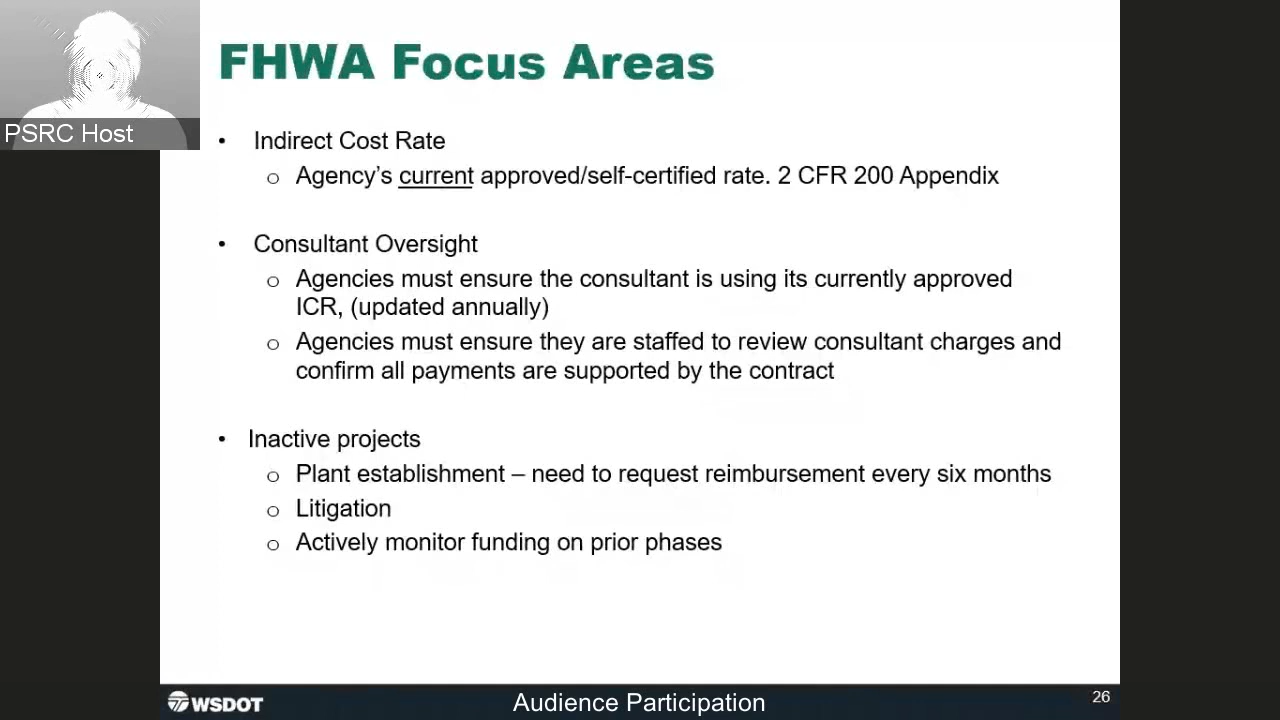 FHWA Focus Areas
PSRC Host
• Indirect Cost Rate
o Agency's current approved/self-certified rate. 2 CFR 200 Appendix
• Consultant Oversight
o Agencies must ensure the consultant is using its currently approved
ICR, (updated annually)
o Agencies must ensure they are staffed to review consultant charges and
confirm all payments are supported by the contract
• Inactive projects
o Plant establishment – need to request reimbursement every six months
o Litigation
o Actively monitor funding on prior phases
WSDOT
Audience Participation
26